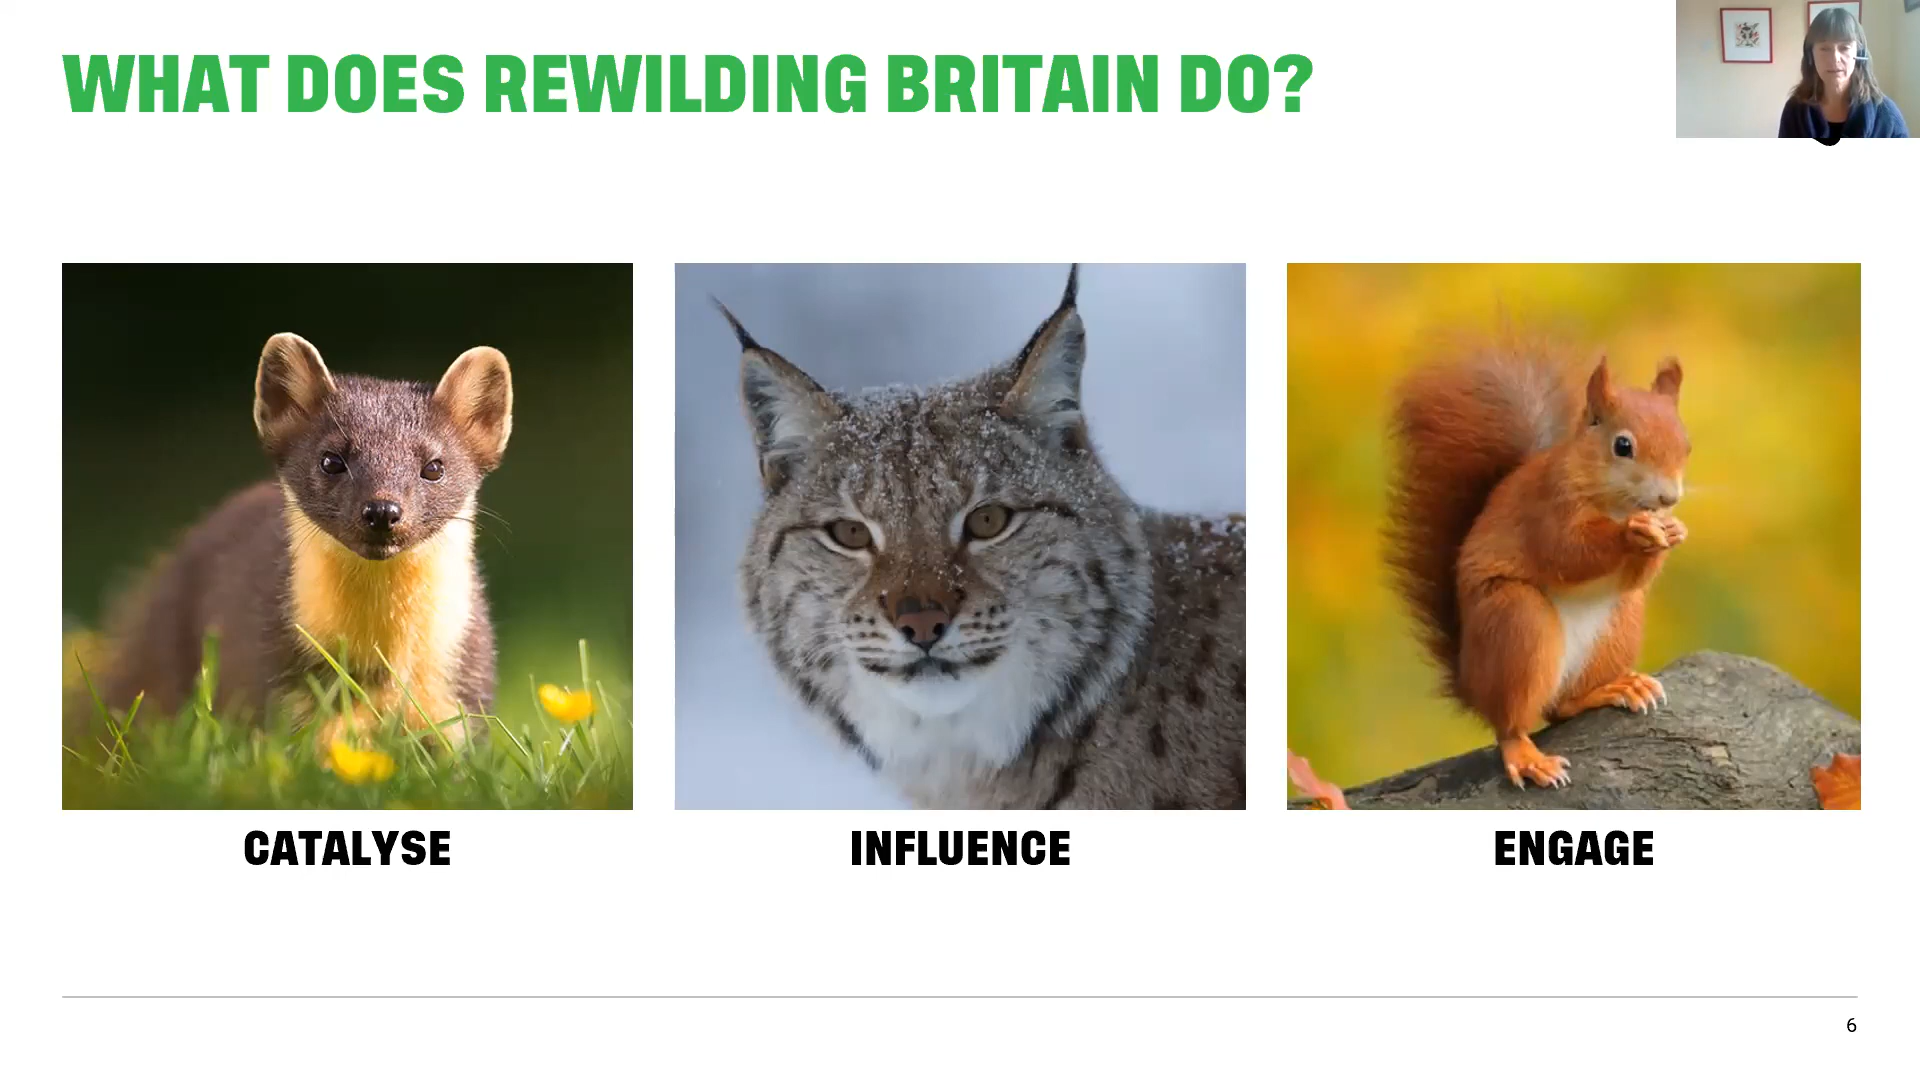 WHAT DOES REWILDING BRITAIN DO?
CATALYSE
INFLUENCE
ENGAGE
6